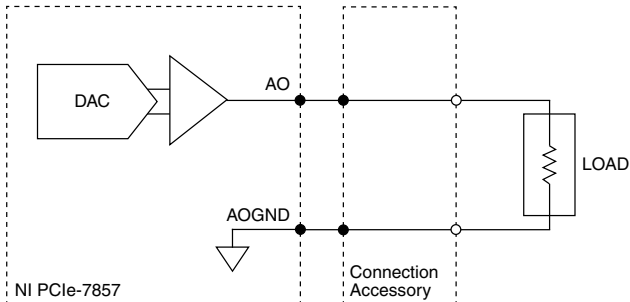 DAC
AO
LOAD
AOGND
NI PCIe-7857
Connection
Accessory